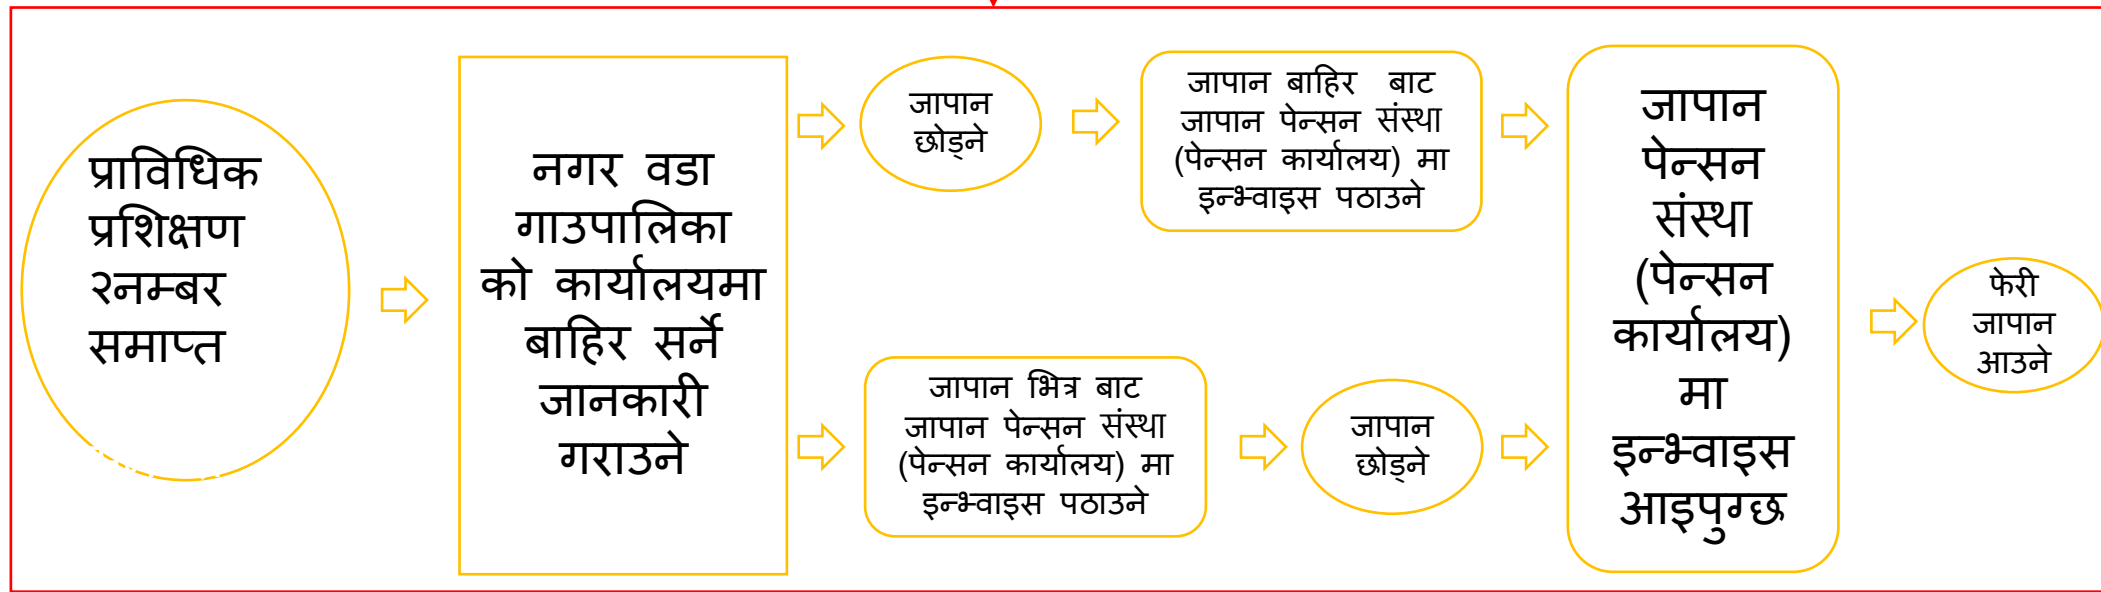 प्राविधिक
प्रशिक्षण
२नम्बर
समाप्त
नगर वडा
गाउपालिका
को कार्यालयमा
बाहिर सर्ने
जानकारी
गराउने
जापान
छोड्ने
जापान बाहिर बाट
जापान पेन्सन संस्था
(पेन्सन कार्यालय) मा
इन्भ्वाइस पठाउने
जापान भित्र बाट
जापान पेन्सन संस्था
(पेन्सन कार्यालय) मा
इन्भ्वाइस पठाउने
जापान
छोड्ने
जापान
पेन्सन
संस्था
(पेन्सन
कार्यालय)
मा
इन्भ्वाइस
आइपुग्छ
फेरी
जापान
आउने